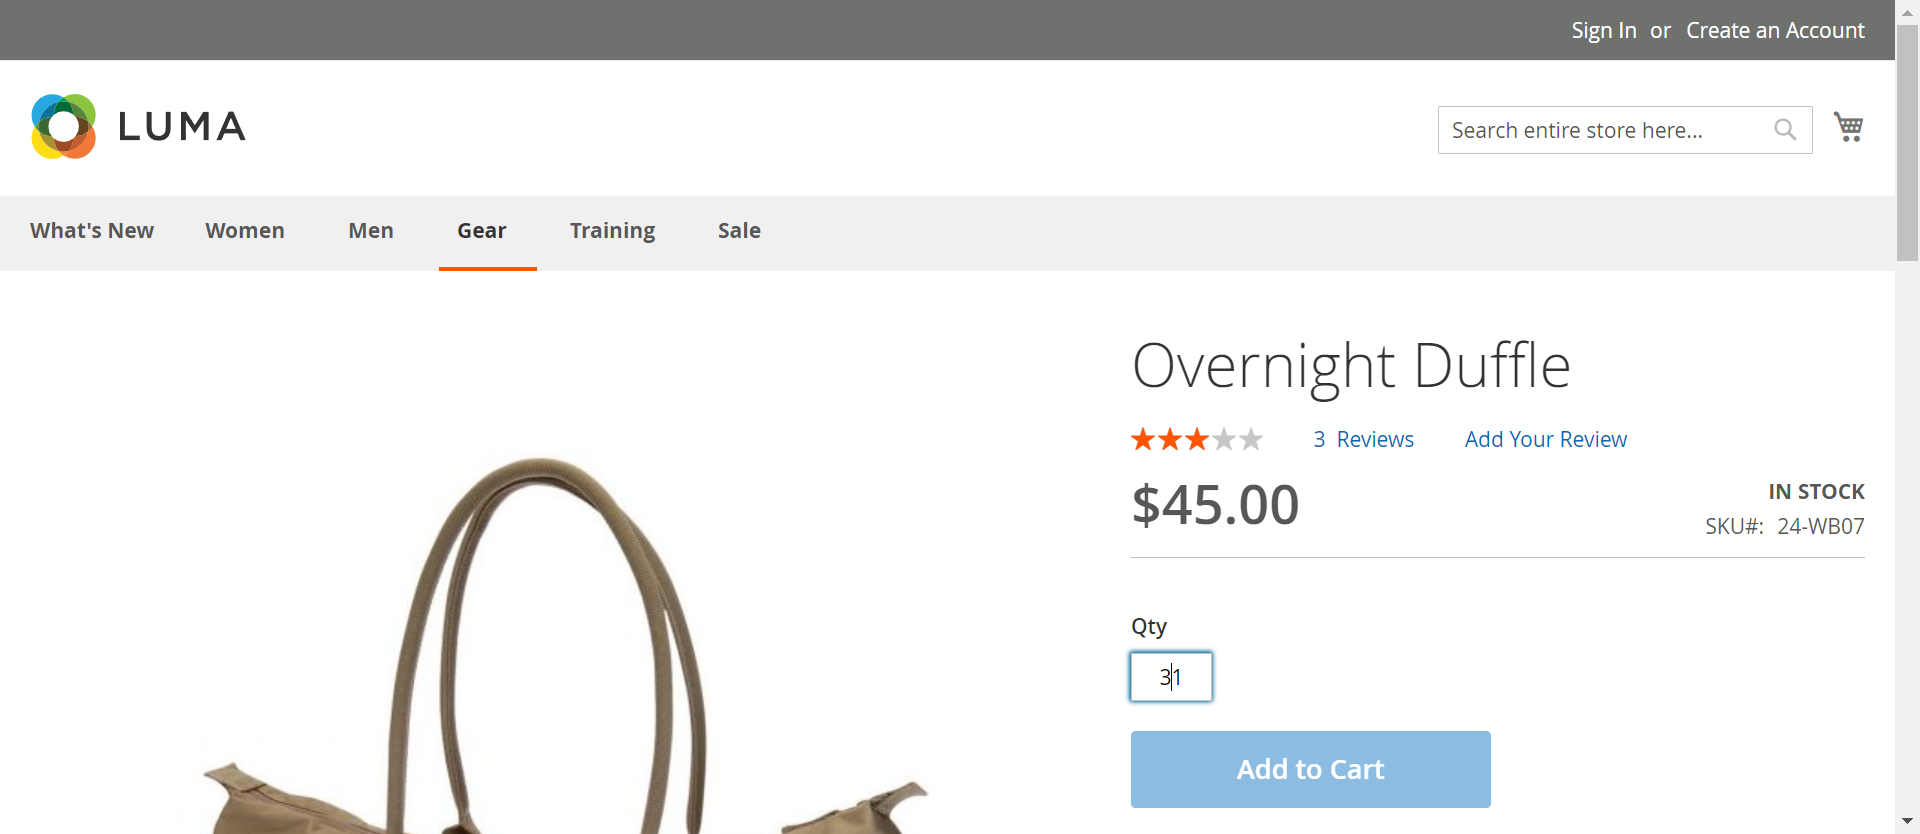 Sign In or Create an Account
LUMA
Search entire store here...
What's New Women Men Gear Training Sale
Overnight Duffle
3 Reviews Add Your Review
$45.00
IN STOCK
SKU#: 24-WB07
Qty
31
Add to Cart